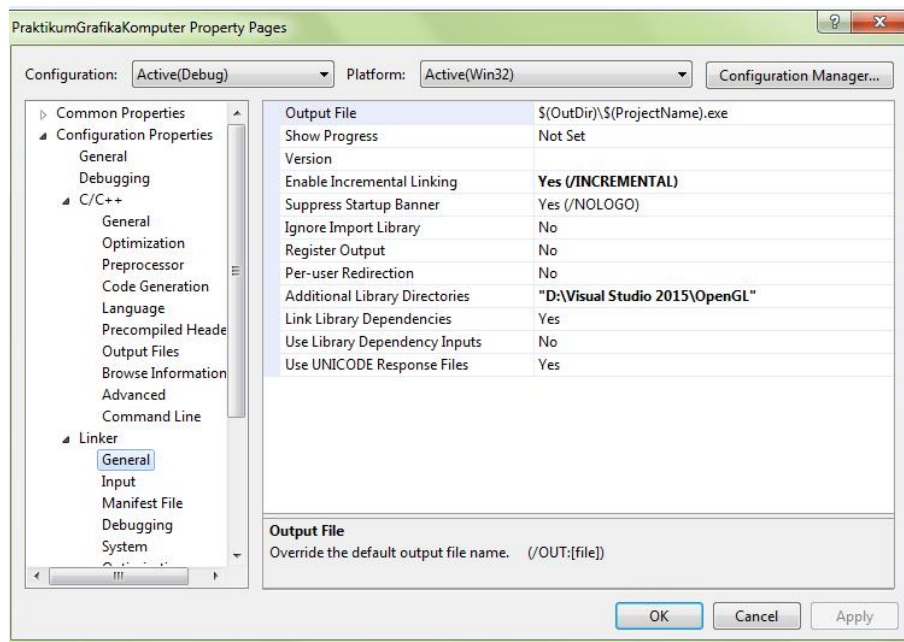 PraktikumGrafikaKomputer Property Pages
Configuration: Active(Debug) Platform: Active(Win32) Configuration Manager...
Common Properties
Configuration Properties
General
Debugging
C/C++
General
Optimization
Preprocessor
Code Generation
Language
Precompiled Heade
Output Files
Browse Information
Advanced
Command Line
Linker
General
Input
Manifest File
Debugging
System
Output File $(OutDir)\$(ProjectName).exe
Show Progress Not Set
Version
Enable Incremental Linking Yes (/INCREMENTAL)
Suppress Startup Banner Yes (/NOLOGO)
Ignore Import Library No
Register Output No
Per-user Redirection No
Additional Library Directories "D:\Visual Studio 2015\OpenGL"
Link Library Dependencies Yes
Use Library Dependency Inputs No
Use UNICODE Response Files Yes
Output File
Override the default output file name. (/OUT:[file])
OK Cancel Apply